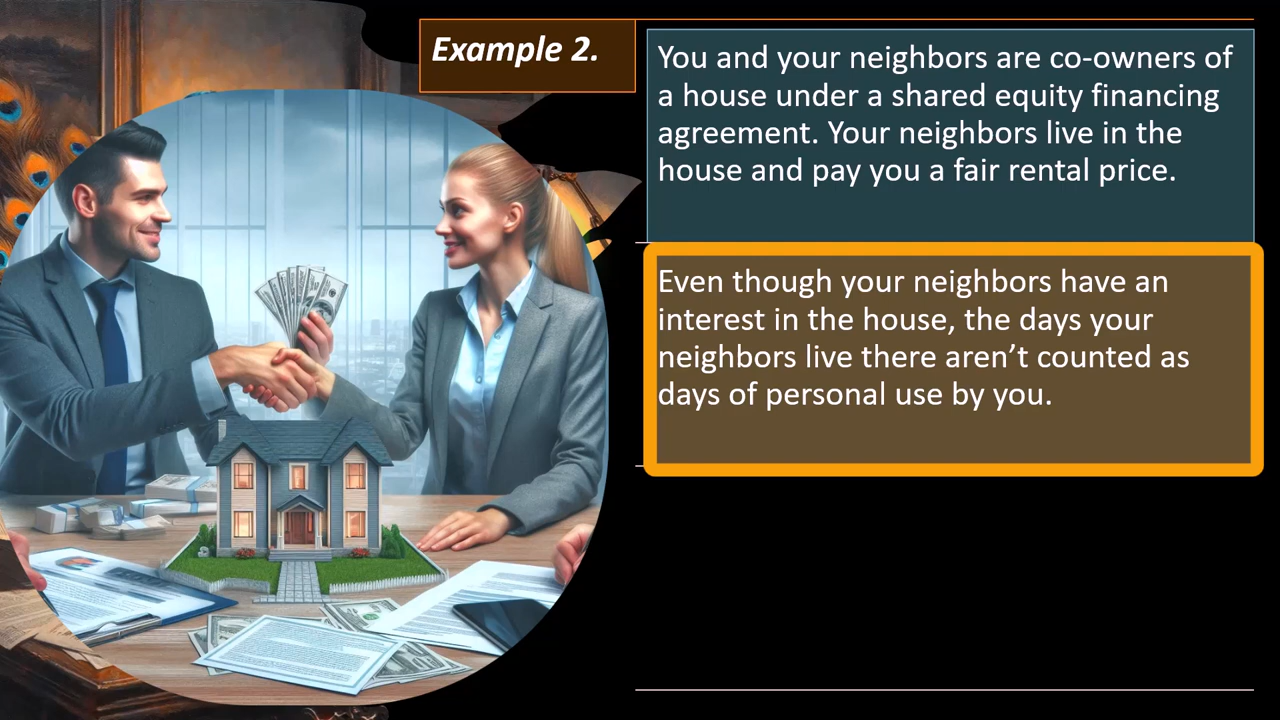 Example 2.
You and your neighbors are co-owners of
a house under a shared equity financing
agreement. Your neighbors live in the
house and pay you a fair rental price.
Even though your neighbors have an
interest in the house, the days your
neighbors live there aren’t counted as
days of personal use by you.